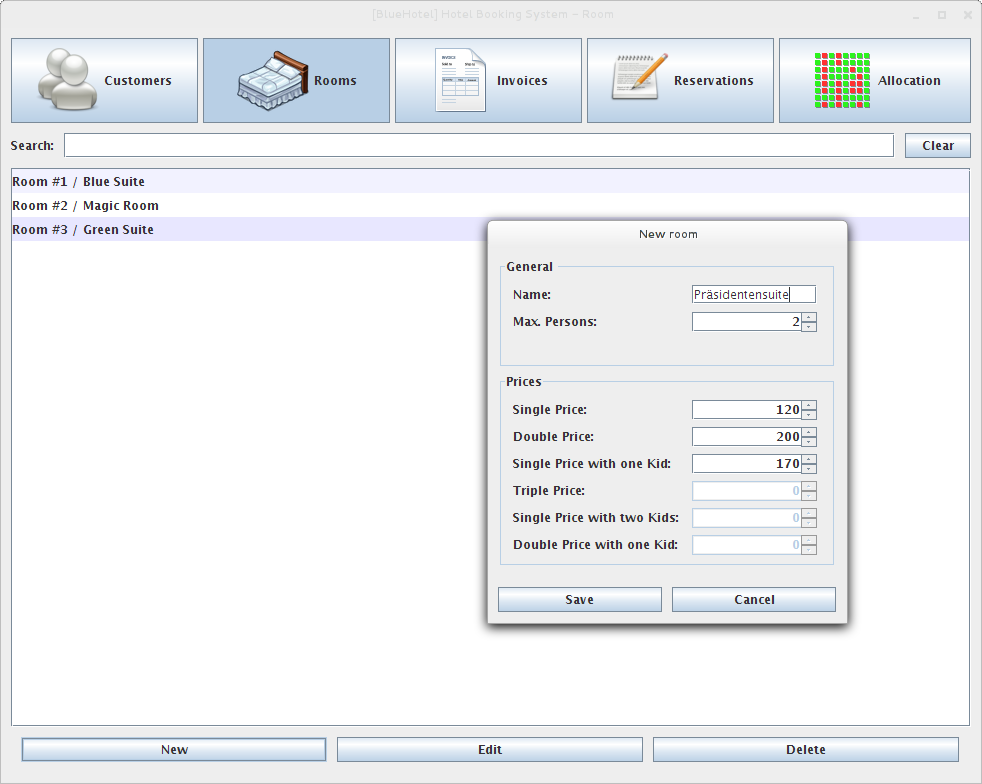 [BlueHotel] Hotel Booking System – Room
Customers
Rooms
Invoices
Reservations
Allocation
INVOICE
Search:
Clear
Room #1 / Blue Suite
Room #2 / Magic Room
Room #3 / Green Suite
New room
General
Name: Präsidentensuite
Max. Persons: 2
Prices
Single Price: 120
Double Price: 200
Single Price with one Kid: 170
Triple Price: 0
Single Price with two Kids: 0
Double Price with one Kid: 0
Save Cancel
New Edit Delete